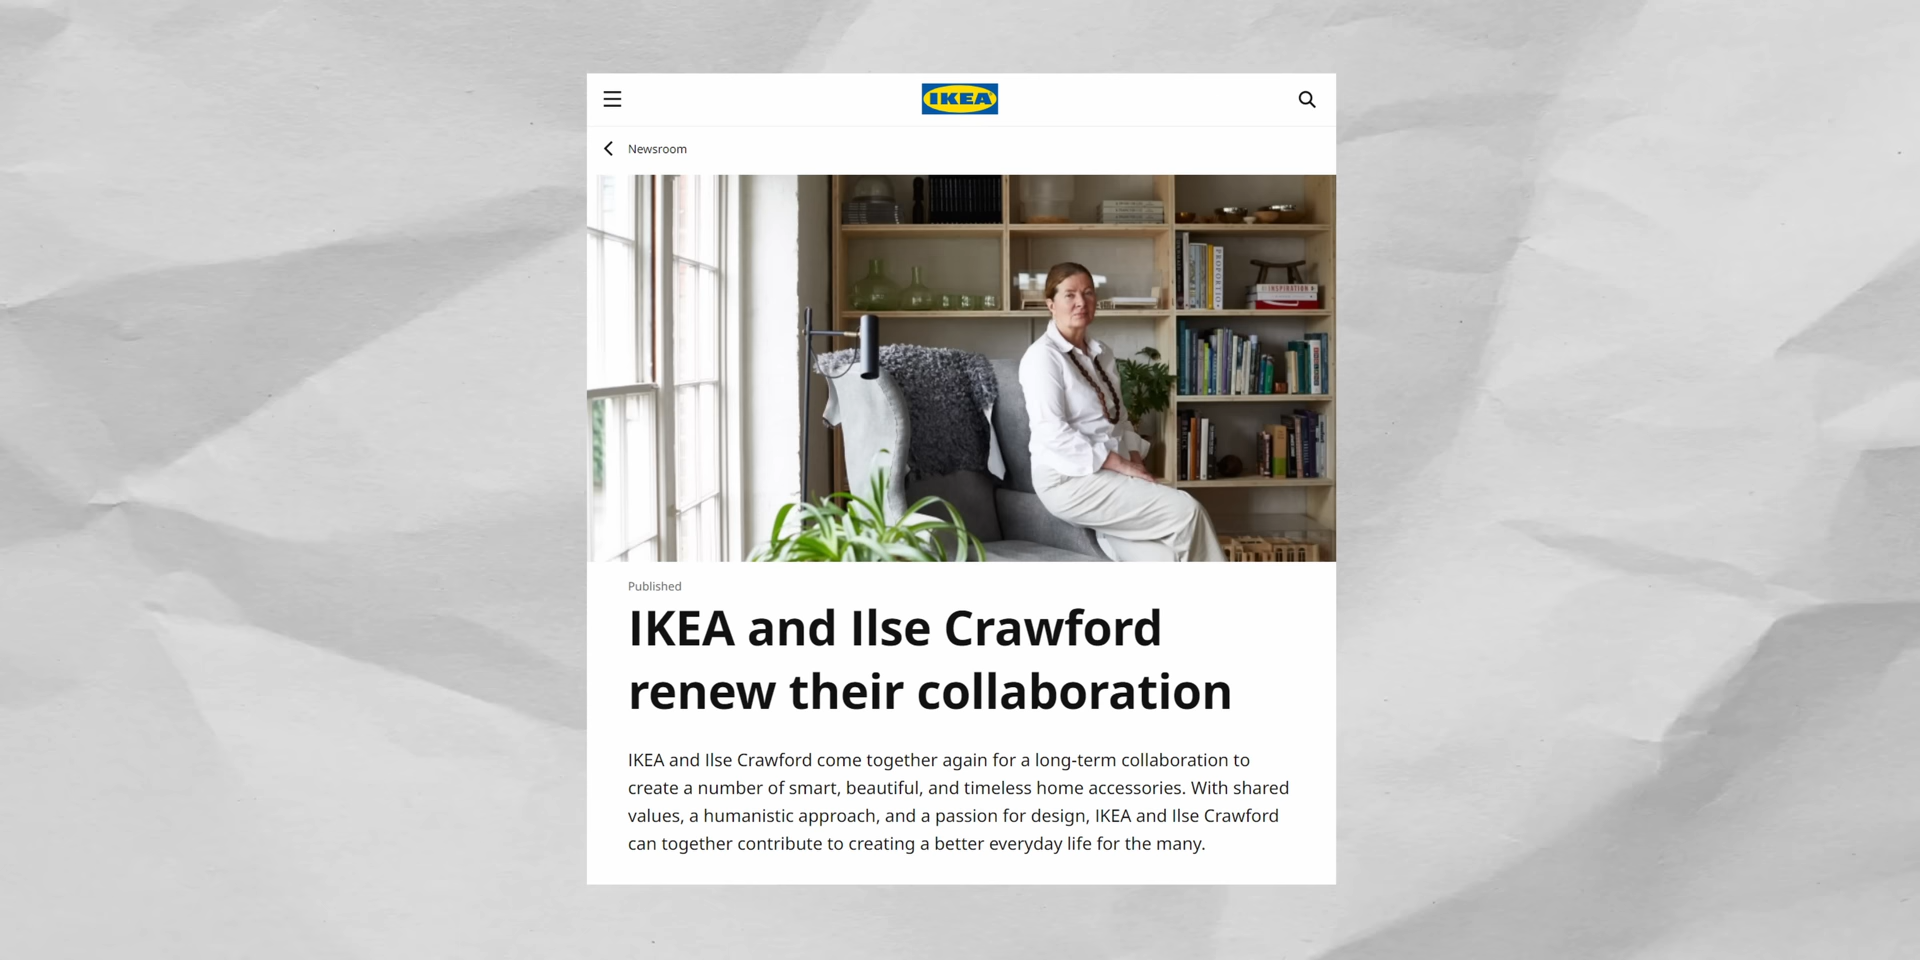 IKEA
Newsroom
PROPORTION
INSPIRATION
Published
IKEA and Ilse Crawford
renew their collaboration
IKEA and Ilse Crawford come together again for a long-term collaboration to
create a number of smart, beautiful, and timeless home accessories. With shared
values, a humanistic approach, and a passion for design, IKEA and Ilse Crawford
can together contribute to creating a better everyday life for the many.